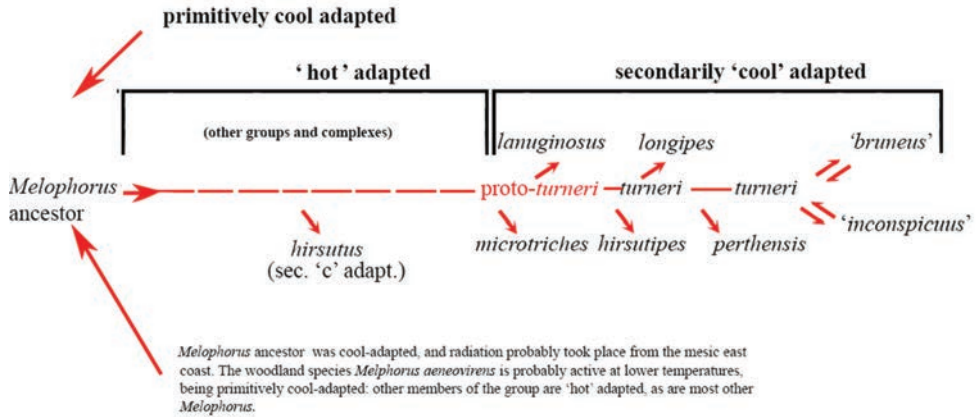 primitively cool adapted
‘ hot ’ adapted
secondarily ‘cool’ adapted
(other groups and complexes)
lanuginosus
longipes
‘bruneus’
Melophorus
ancestor
proto-turneri
turneri
turneri
‘inconspicuus’
hirsutus
(sec. ‘c’ adapt.)
microtriches
hirsutipes
perthensis
Melophorus ancestor was cool-adapted, and radiation probably took place from the mesic east
coast. The woodland species Melphorus aeneovirens is probably active at lower temperatures,
being primitively cool-adapted: other members of the group are ‘hot’ adapted, as are most other
Melophorus.